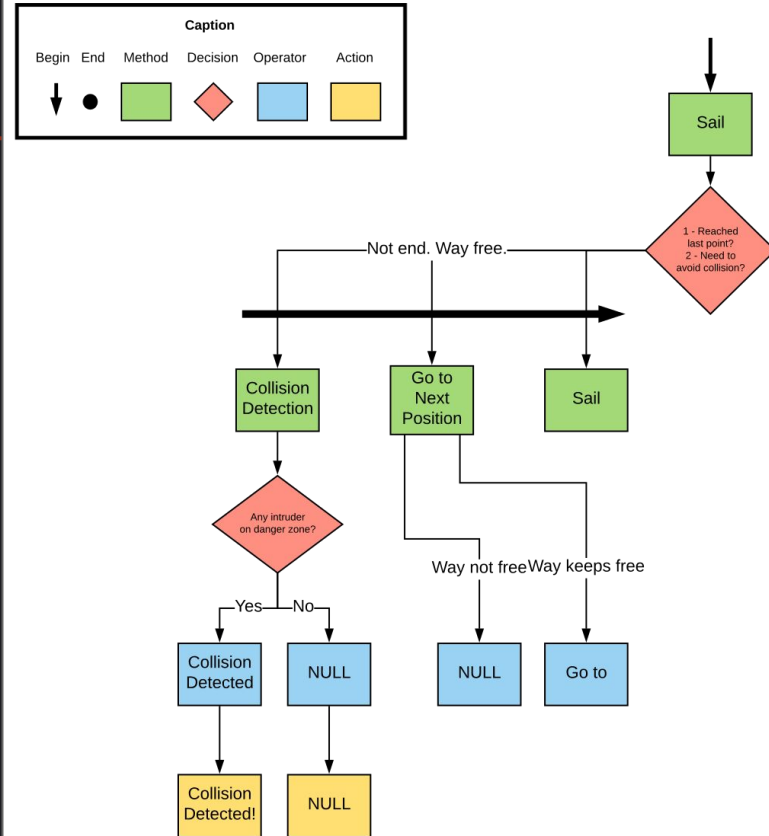 Caption
Begin End Method Decision Operator Action
Sail
1 - Reached
last point?
2 - Need to
avoid collision?
Not end. Way free.
Collision
Detection
Go to
Next
Position
Sail
Any intruder
on danger zone?
Way not free
Way keeps free
Yes
No
Collision
Detected
NULL
NULL
Go to
Collision
Detected!
NULL